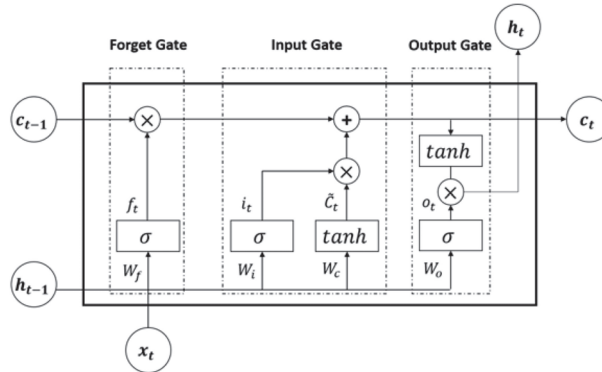 h_t
Forget Gate Input Gate Output Gate
c_{t-1} × + c_t
tanh
×
f_t i_t C̃_t o_t
σ σ tanh σ
W_f W_i W_c W_o
h_{t-1}
x_t